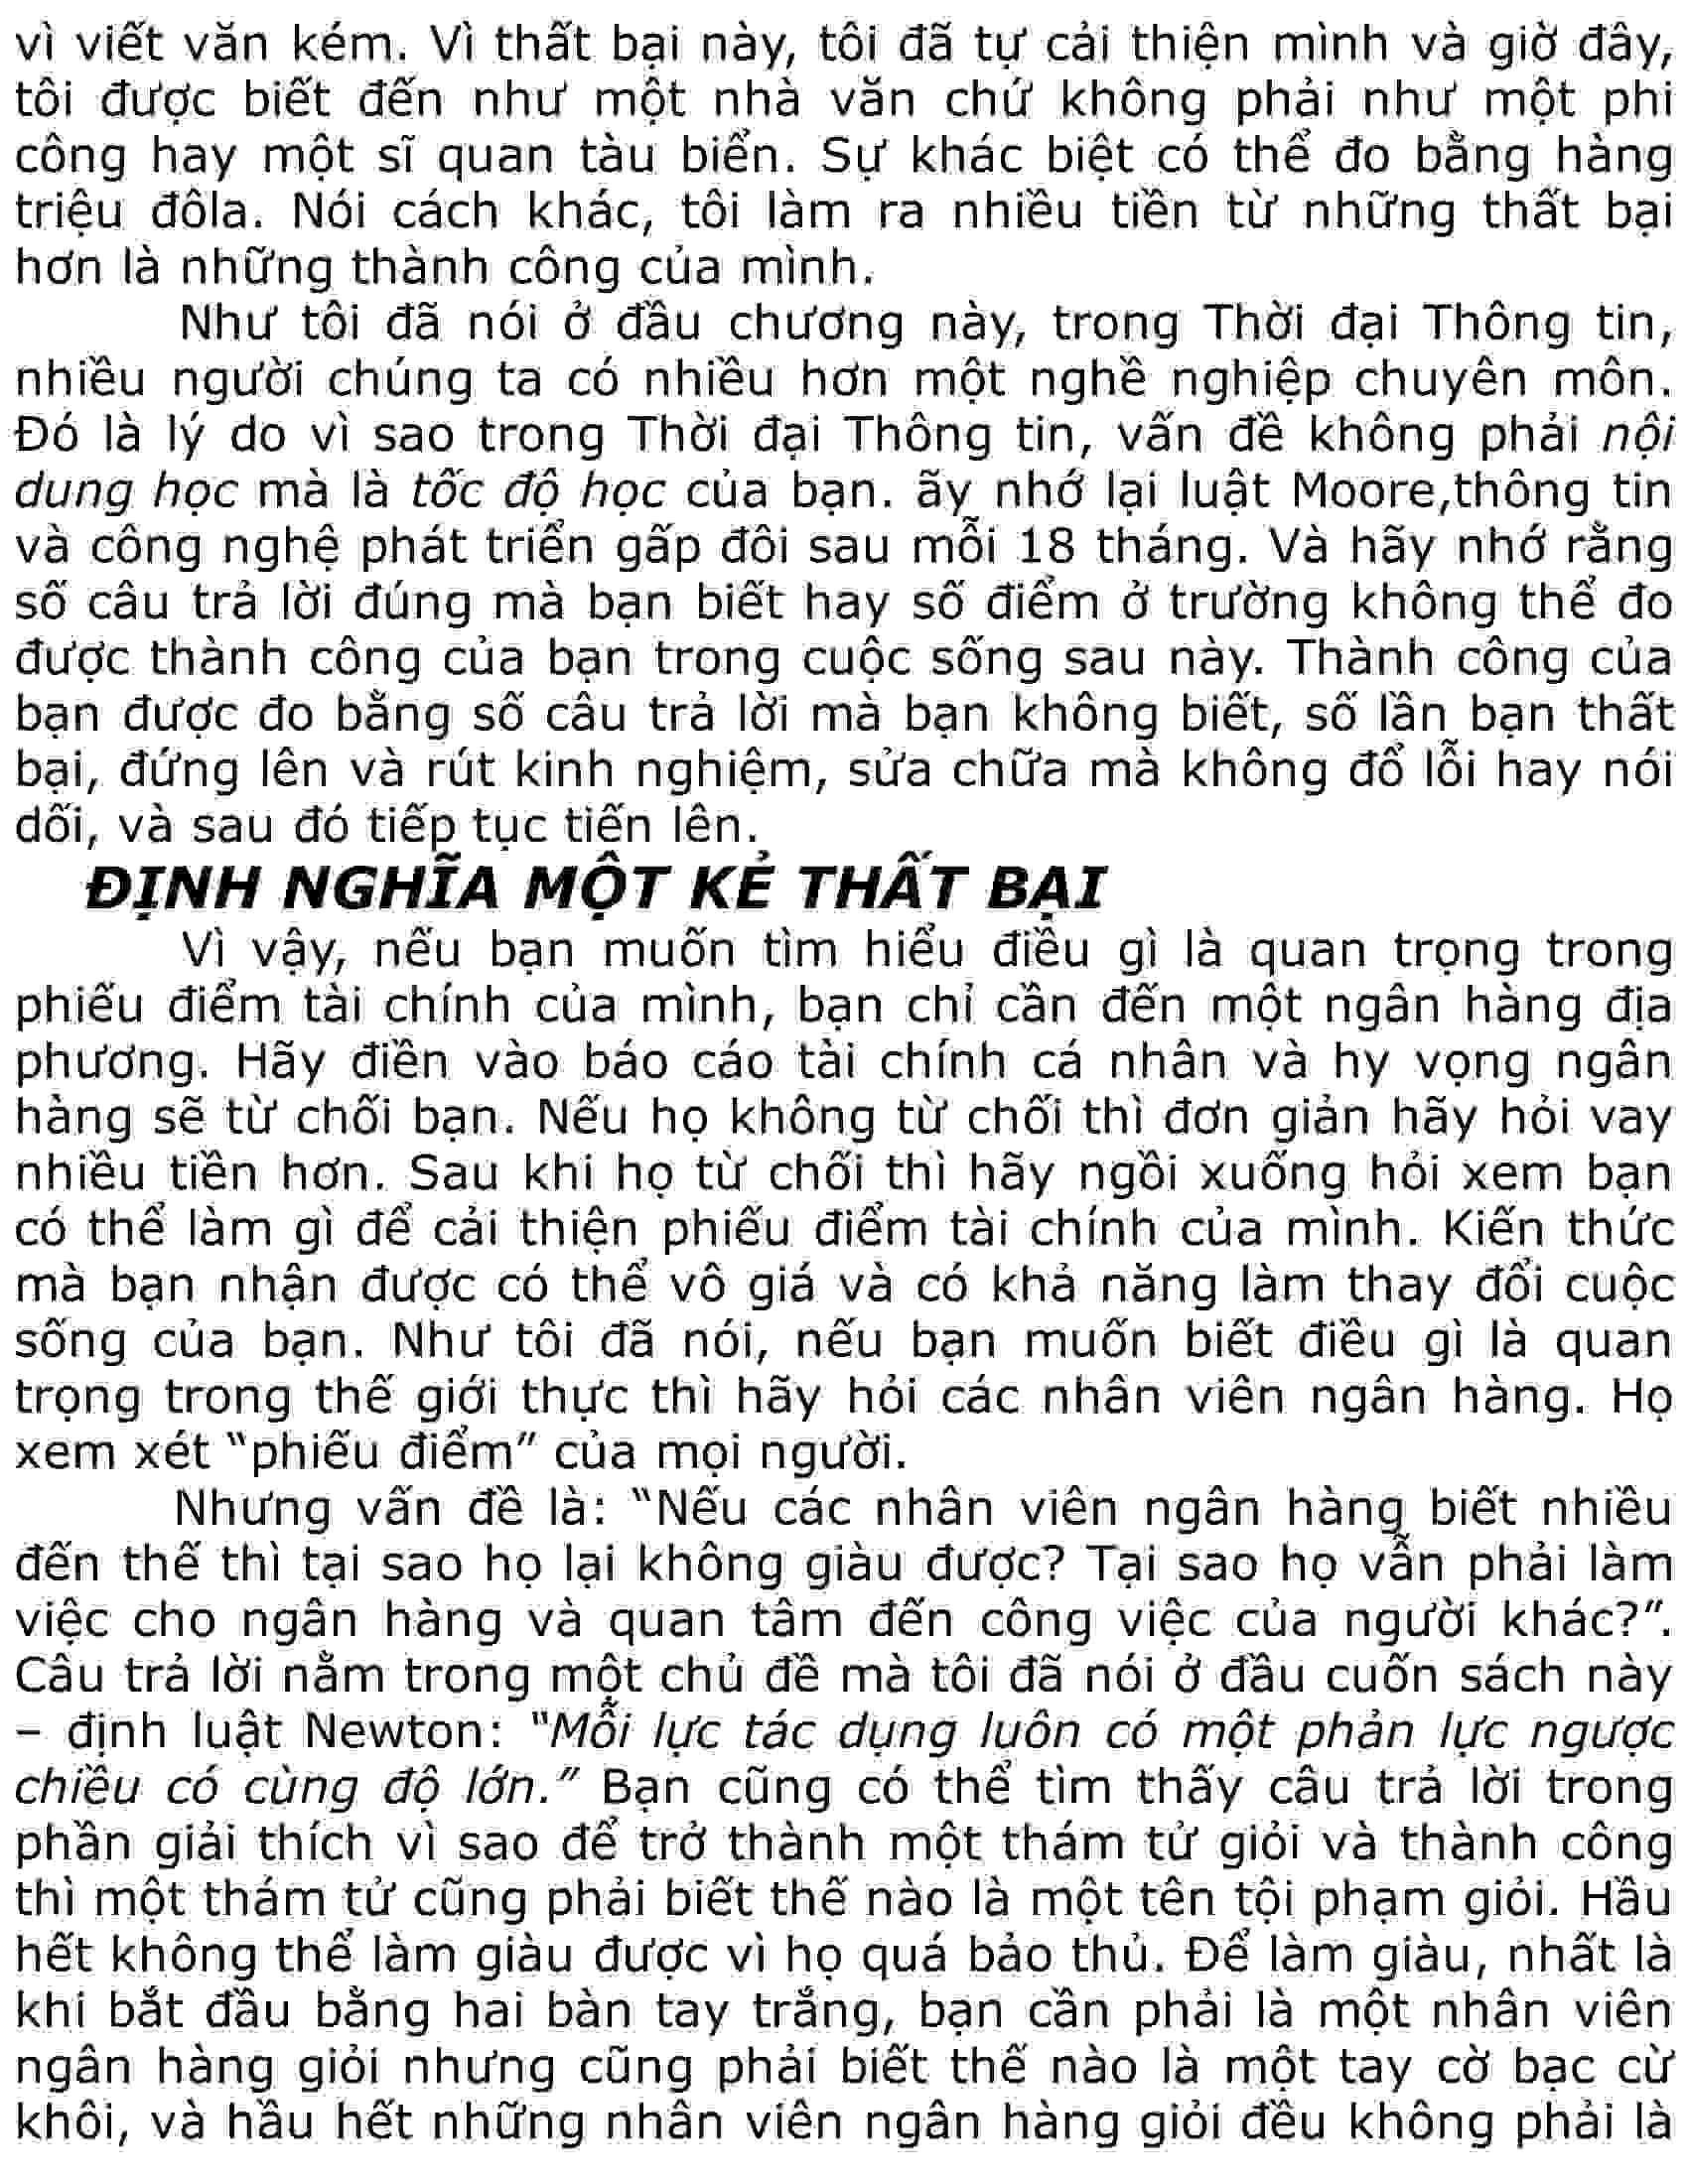 vì viết văn kém. Vì thất bại này, tôi đã tự cải thiện mình và giờ đây,
tôi được biết đến như một nhà văn chứ không phải như một phi
công hay một sĩ quan tàu biển. Sự khác biệt có thể đo bằng hàng
triệu đôla. Nói cách khác, tôi làm ra nhiều tiền từ những thất bại
hơn là những thành công của mình.
Như tôi đã nói ở đầu chương này, trong Thời đại Thông tin,
nhiều người chúng ta có nhiều hơn một nghề nghiệp chuyên môn.
Đó là lý do vì sao trong Thời đại Thông tin, vấn đề không phải nội
dung học mà là tốc độ học của bạn. ãy nhớ lại luật Moore,thông tin
và công nghệ phát triển gấp đôi sau mỗi 18 tháng. Và hãy nhớ rằng
số câu trả lời đúng mà bạn biết hay số điểm ở trường không thể đo
được thành công của bạn trong cuộc sống sau này. Thành công của
bạn được đo bằng số câu trả lời mà bạn không biết, số lần bạn thất
bại, đứng lên và rút kinh nghiệm, sửa chữa mà không đổ lỗi hay nói
dối, và sau đó tiếp tục tiến lên.
ĐỊNH NGHĨA MỘT KẺ THẤT BẠI
Vì vậy, nếu bạn muốn tìm hiểu điều gì là quan trọng trong
phiếu điểm tài chính của mình, bạn chỉ cần đến một ngân hàng địa
phương. Hãy điền vào báo cáo tài chính cá nhân và hy vọng ngân
hàng sẽ từ chối bạn. Nếu họ không từ chối thì đơn giản hãy hỏi vay
nhiều tiền hơn. Sau khi họ từ chối thì hãy ngồi xuống hỏi xem bạn
có thể làm gì để cải thiện phiếu điểm tài chính của mình. Kiến thức
mà bạn nhận được có thể vô giá và có khả năng làm thay đổi cuộc
sống của bạn. Như tôi đã nói, nếu bạn muốn biết điều gì là quan
trọng trong thế giới thực thì hãy hỏi các nhân viên ngân hàng. Họ
xem xét “phiếu điểm” của mọi người.
Nhưng vấn đề là: “Nếu các nhân viên ngân hàng biết nhiều
đến thế thì tại sao họ lại không giàu được? Tại sao họ vẫn phải làm
việc cho ngân hàng và quan tâm đến công việc của người khác?”.
Câu trả lời nằm trong một chủ đề mà tôi đã nói ở đầu cuốn sách này
– định luật Newton: “Mỗi lực tác dụng luôn có một phản lực ngược
chiều có cùng độ lớn.” Bạn cũng có thể tìm thấy câu trả lời trong
phần giải thích vì sao để trở thành một thám tử giỏi và thành công
thì một thám tử cũng phải biết thế nào là một tên tội phạm giỏi. Hầu
hết không thể làm giàu được vì họ quá bảo thủ. Để làm giàu, nhất là
khi bắt đầu bằng hai bàn tay trắng, bạn cần phải là một nhân viên
ngân hàng giỏi nhưng cũng phải biết thế nào là một tay cờ bạc cừ
khôi, và hầu hết những nhân viên ngân hàng giỏi đều không phải là